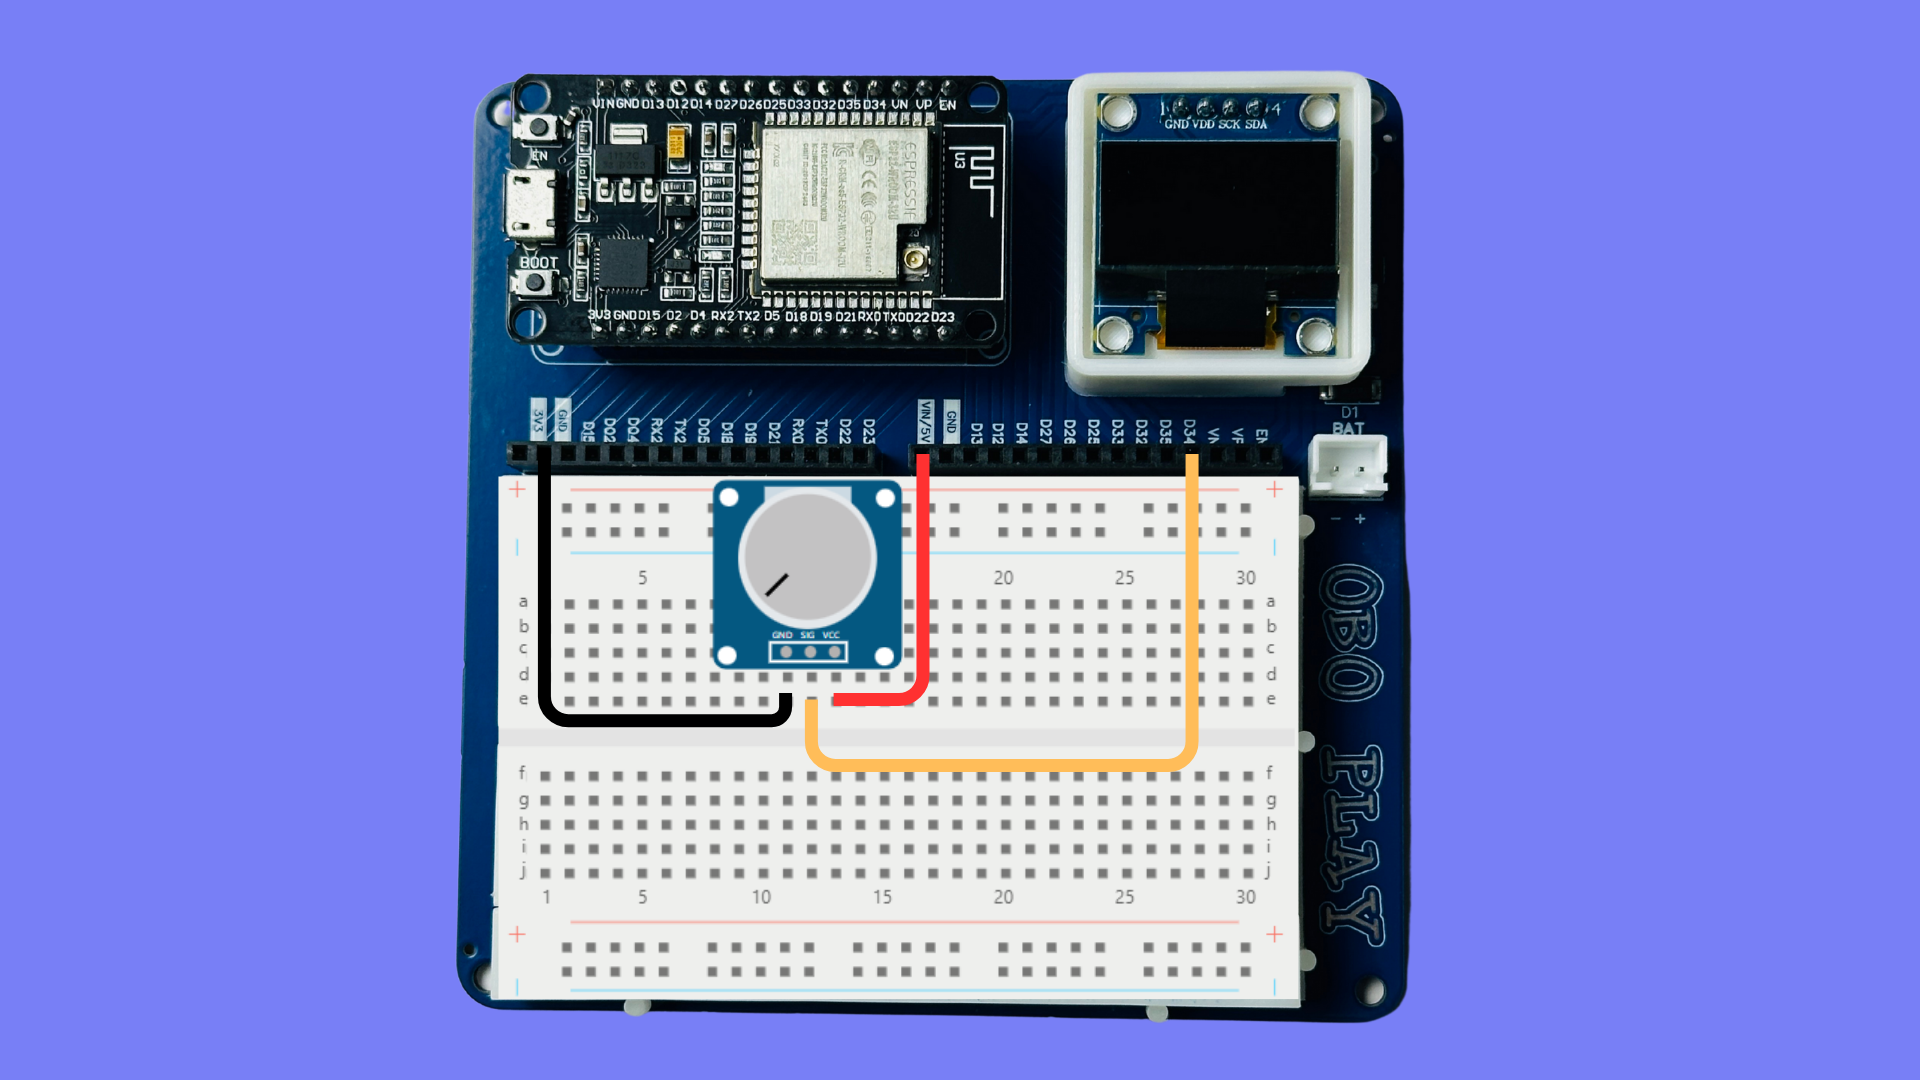 VIN GND D13 D12 D14 D27 D26 D25 D33 D32 D35 D34 VN VP EN
1 4
GND VDD SCK SDA
EN
V3
ESPRESSIF
BOOT
3V3 GND D15 D2 D4 RX2 TX2 D5 D18 D19 D21 RX0 TX0 D22 D23
3V3 GND D15 D02 D04 RX2 TX2 D05 D18 D19 D21 RX0 TX0 D22 D23
VIN/5V GND D13 D12 D14 D27 D26 D25 D33 D32 D35 D34 VN VP EN
D1
BAT
+ +
- +
5 20 25 30
a a
b b
GND SIG VCC
c c
d d
e e
f f
g g
h h
i i
j j
1 5 10 15 20 25 30
+ +
OBO PLAY